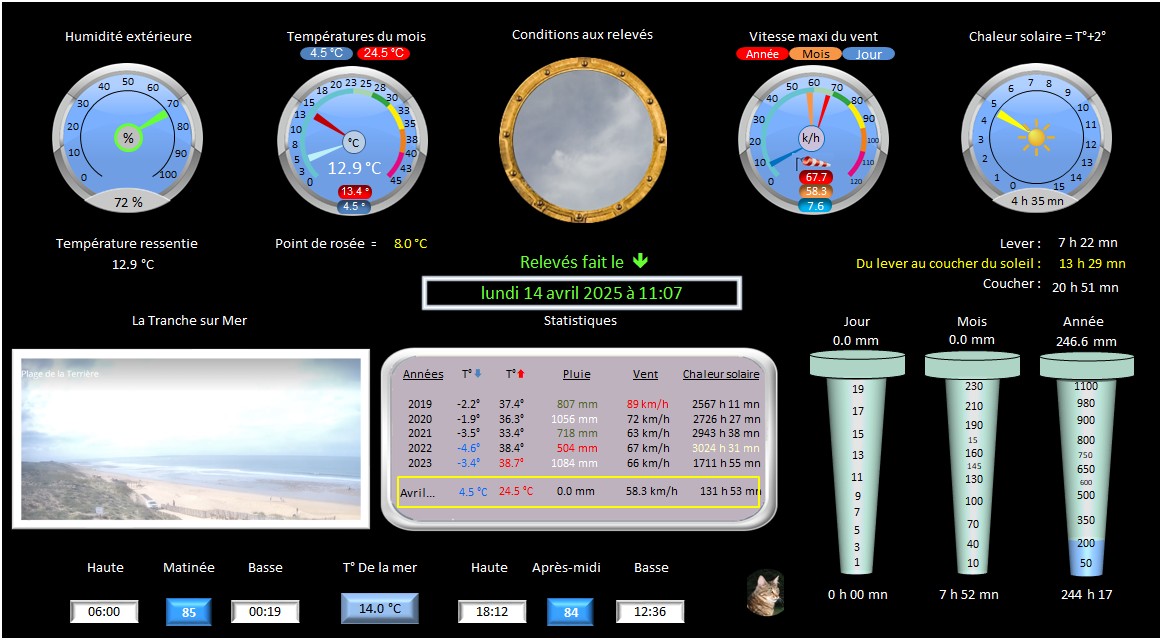 Humidité extérieure
Températures du mois
Conditions aux relevés
Vitesse maxi du vent
Chaleur solaire = T°+2°
4.5 °C 24.5 °C
Année Mois Jour
0 10 20 30 40 50 60 70 80 90 100
%
72 %
0 3 5 8 10 13 15 18 20 23 25 28 30 33 35 38 40 43 45
°C
12.9 °C
13.4 °
4.5 °
0 10 20 30 40 50 60 70 80 90 100 110 120
k/h
67.7
58.3
7.6
0 1 2 3 4 5 6 7 8 9 10 11 12 13 14 15
4 h 35 mn
Température ressentie
12.9 °C
Point de rosée = 8.0 °C
Lever : 7 h 22 mn
Du lever au coucher du soleil : 13 h 29 mn
Coucher : 20 h 51 mn
Relevés fait le
lundi 14 avril 2025 à 11:07
La Tranche sur Mer
Statistiques
Plage de la Terrière
Années T° T° Pluie Vent Chaleur solaire
2019 -2.2° 37.4° 807 mm 89 km/h 2567 h 11 mn
2020 -1.9° 36.3° 1056 mm 72 km/h 2726 h 27 mn
2021 -3.5° 33.4° 718 mm 63 km/h 2943 h 38 mn
2022 -4.6° 38.4° 504 mm 67 km/h 3024 h 31 mn
2023 -3.4° 38.7° 1084 mm 66 km/h 1711 h 55 mn
Avril... 4.5 °C 24.5 °C 0.0 mm 58.3 km/h 131 h 53 mn
Jour
0.0 mm
19
17
15
13
11
9
7
5
3
1
0 h 00 mn
Mois
0.0 mm
230
210
190
15
160
145
130
100
70
40
10
7 h 52 mn
Année
246.6 mm
1100
980
900
800
750
650
600
500
350
200
50
244 h 17
Haute Matinée Basse
06:00 85 00:19
T° De la mer
14.0 °C
Haute Après-midi Basse
18:12 84 12:36